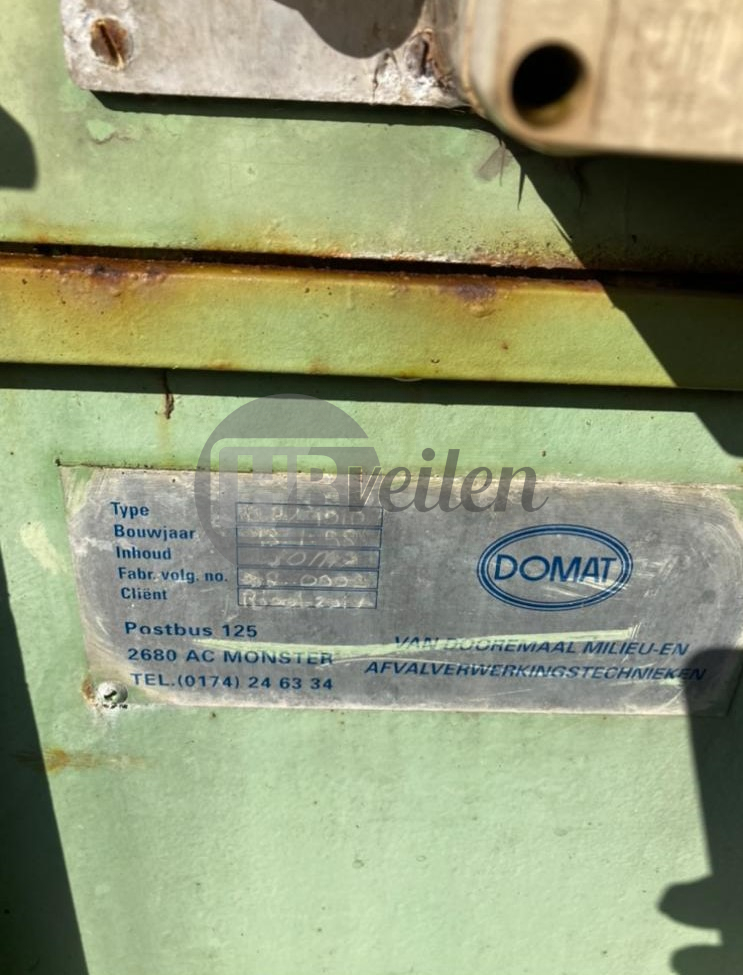 veilen
Type
Bouwjaar
Inhoud
Fabr. volg. no.
Cliënt
DOMAT
Postbus 125
2680 AC MONSTER
TEL.(0174) 24 63 34
VAN DOOREMAAL MILIEU-EN
AFVALVERWERKINGSTECHNIEKEN